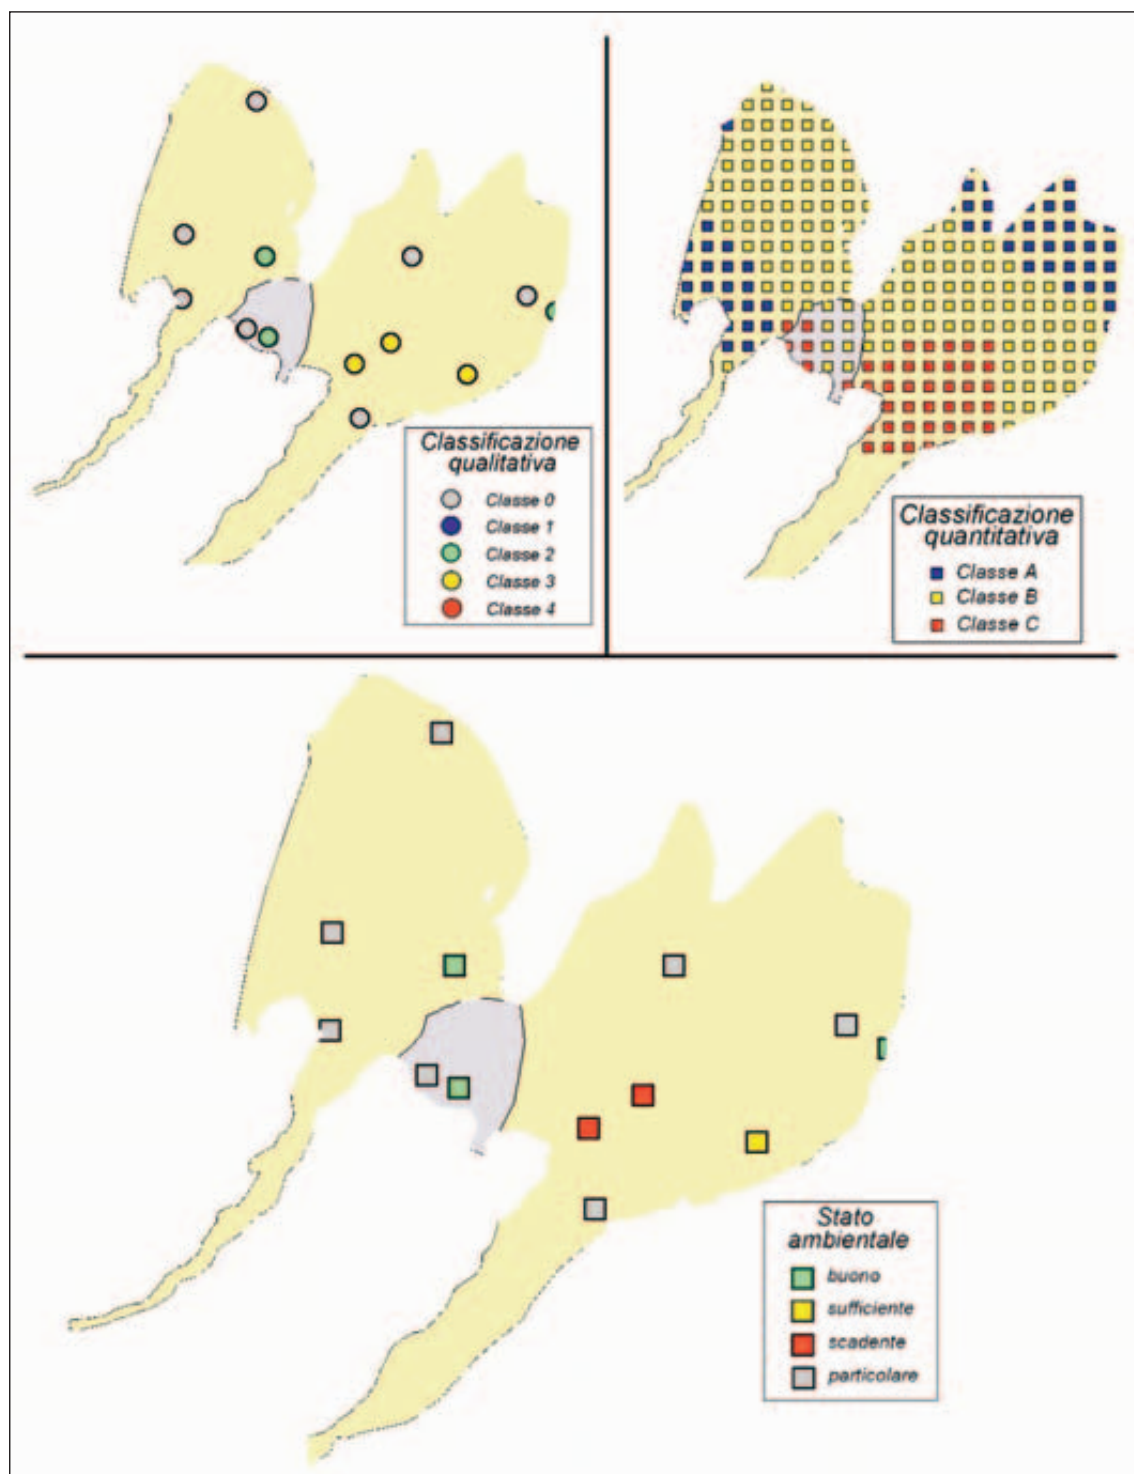 Classificazione
qualitativa
Classe 0
Classe 1
Classe 2
Classe 3
Classe 4
Classificazione
quantitativa
Classe A
Classe B
Classe C
Stato
ambientale
buono
sufficiente
scadente
particolare